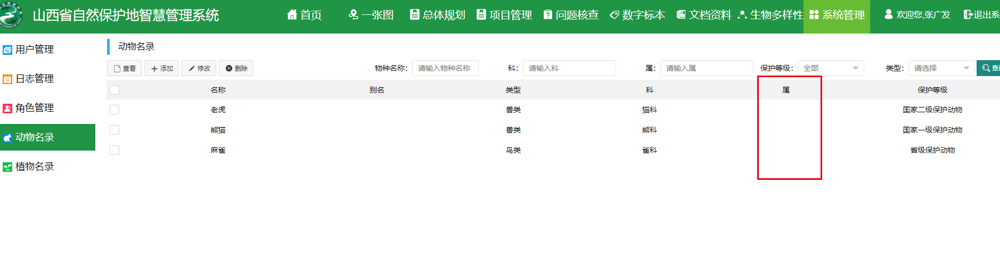 山西省自然保护地智慧管理系统
首页
一张图
总体规划
项目管理
问题核查
数字标本
文档资料
生物多样性
系统管理
欢迎您,张广发
退出系
用户管理
日志管理
角色管理
动物名录
植物名录
动物名录
查看 添加 修改 删除
物种名称： 请输入物种名称 科： 请输入科 属： 请输入属 保护等级： 全部 类型： 请选择 查
名称 别名 类型 科 属 保护等级
老虎 兽类 猫科 国家二级保护动物
熊猫 兽类 熊科 国家一级保护动物
麻雀 鸟类 雀科 省级保护动物